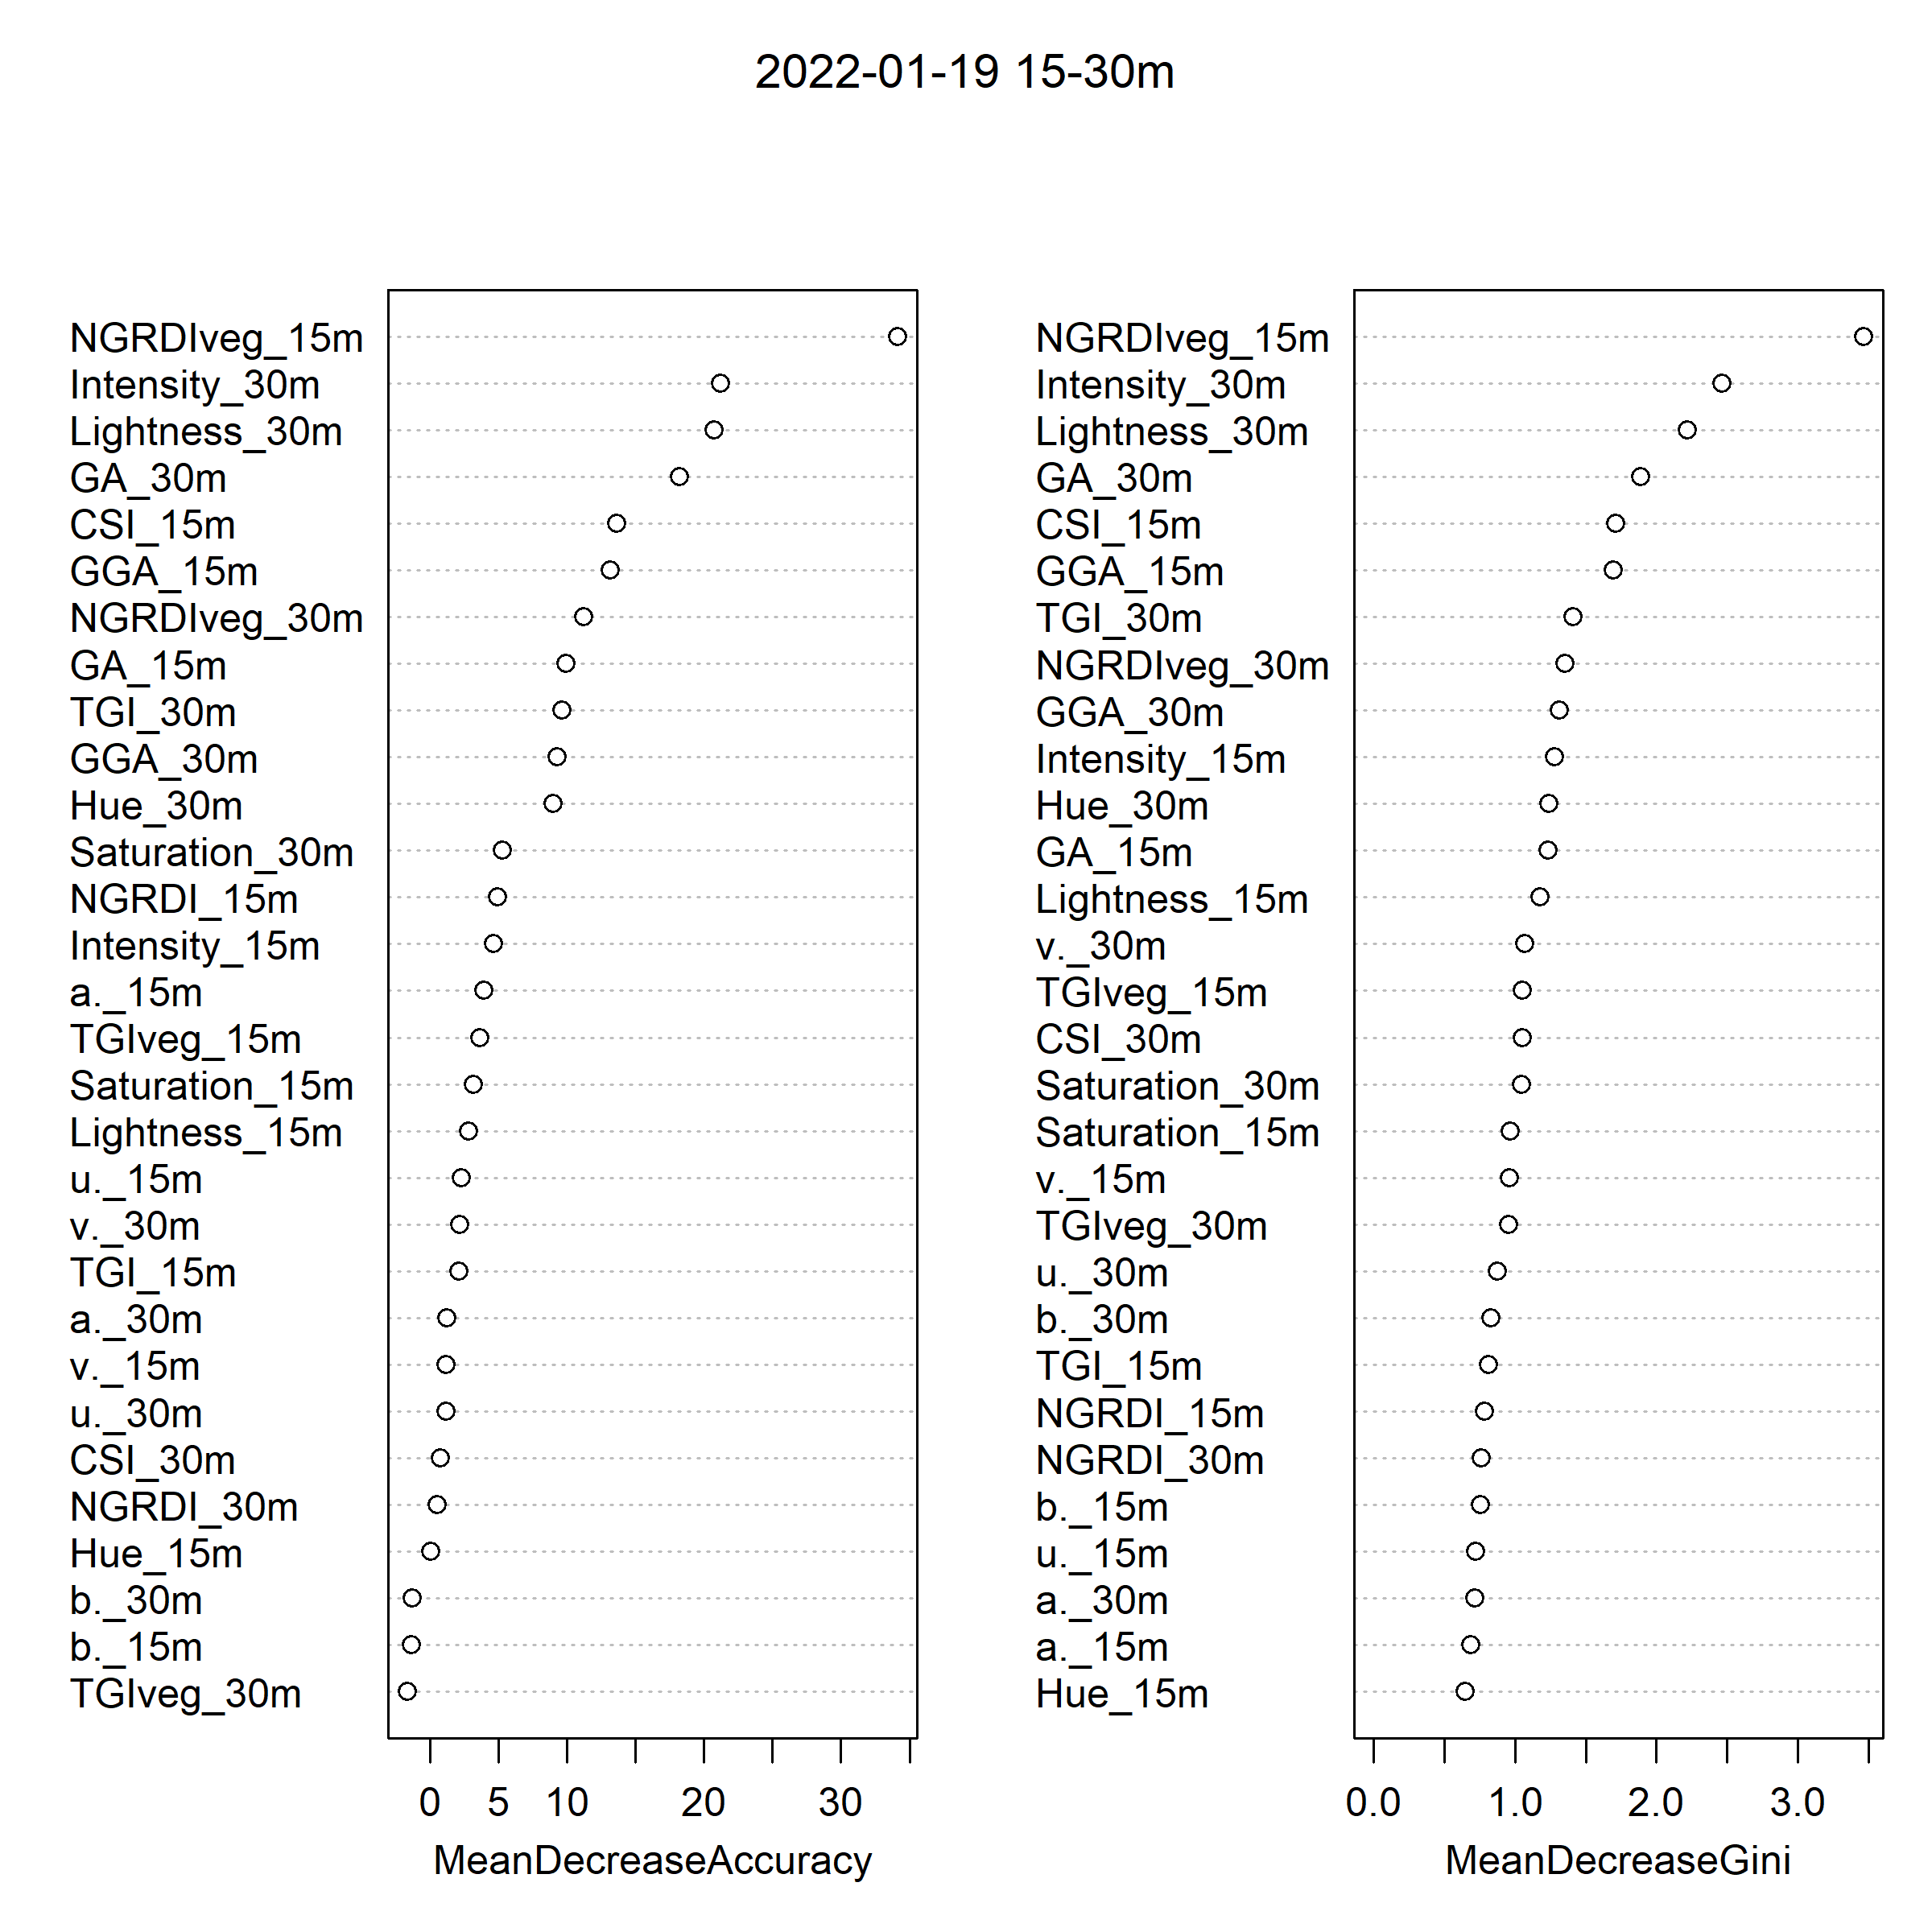 2022-01-19 15-30m
NGRDIveg_15m
Intensity_30m
Lightness_30m
GA_30m
CSI_15m
GGA_15m
NGRDIveg_30m
GA_15m
TGI_30m
GGA_30m
Hue_30m
Saturation_30m
NGRDI_15m
Intensity_15m
a._15m
TGIveg_15m
Saturation_15m
Lightness_15m
u._15m
v._30m
TGI_15m
a._30m
v._15m
u._30m
CSI_30m
NGRDI_30m
Hue_15m
b._30m
b._15m
TGIveg_30m
0 5 10 20 30
MeanDecreaseAccuracy
NGRDIveg_15m
Intensity_30m
Lightness_30m
GA_30m
CSI_15m
GGA_15m
TGI_30m
NGRDIveg_30m
GGA_30m
Intensity_15m
Hue_30m
GA_15m
Lightness_15m
v._30m
TGIveg_15m
CSI_30m
Saturation_30m
Saturation_15m
v._15m
TGIveg_30m
u._30m
b._30m
TGI_15m
NGRDI_15m
NGRDI_30m
b._15m
u._15m
a._30m
a._15m
Hue_15m
0.0 1.0 2.0 3.0
MeanDecreaseGini